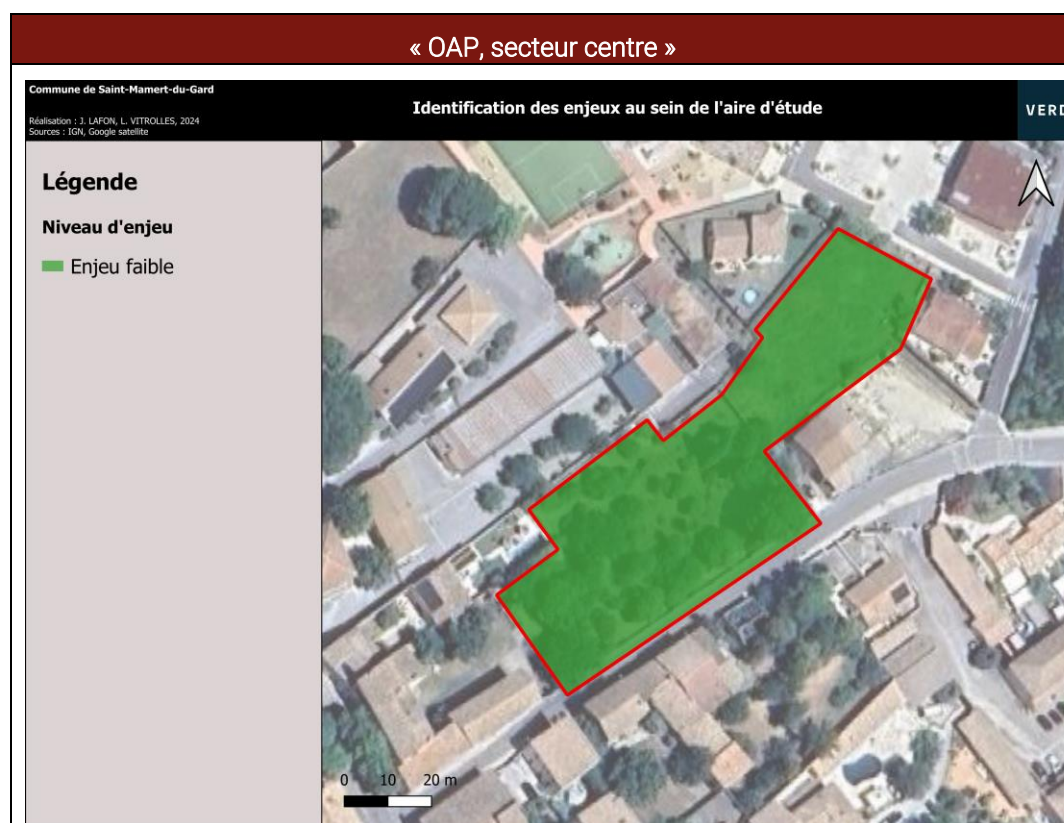 « OAP, secteur centre »
Commune de Saint-Mamert-du-Gard
Réalisation : J. LAFON, L. VITROLLES, 2024
Sources : IGN, Google satellite
Identification des enjeux au sein de l'aire d'étude
VERD
Légende
Niveau d'enjeu
Enjeu faible
0 10 20 m